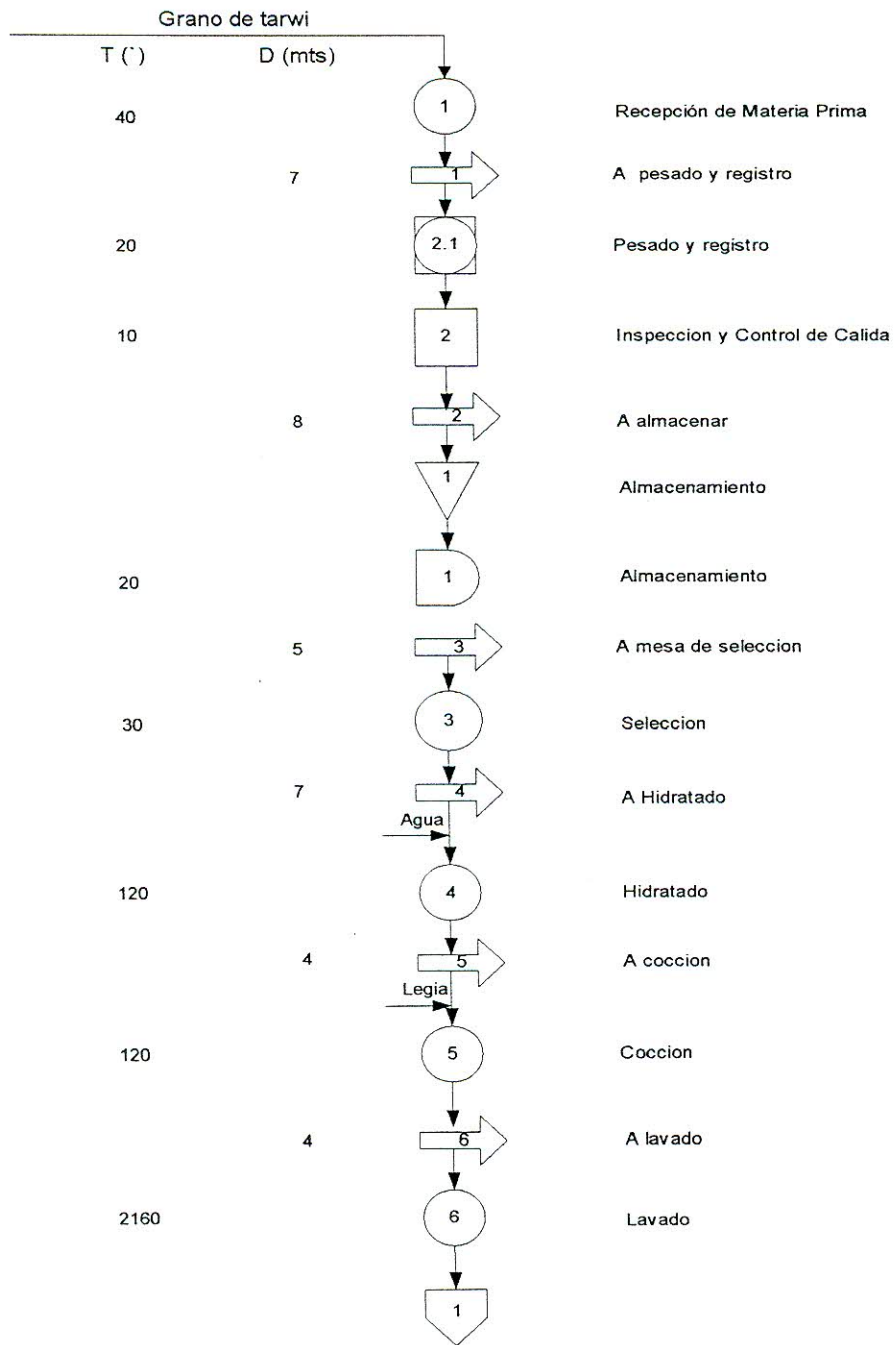 Grano de tarwi
T (´) D (mts)
40 1 Recepción de Materia Prima
7 1 A pesado y registro
20 2.1 Pesado y registro
10 2 Inspeccion y Control de Calida
8 2 A almacenar
1 Almacenamiento
20 1 Almacenamiento
5 3 A mesa de seleccion
30 3 Seleccion
7 4 A Hidratado
Agua
120 4 Hidratado
4 5 A coccion
Legia
120 5 Coccion
4 6 A lavado
2160 6 Lavado
1